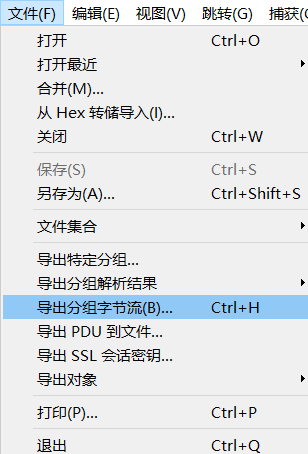 文件(F) 编辑(E) 视图(V) 跳转(G) 捕获(
打开 Ctrl+O
打开最近
合并(M)...
从 Hex 转储导入(I)...
关闭 Ctrl+W
保存(S) Ctrl+S
另存为(A)... Ctrl+Shift+S
文件集合
导出特定分组...
导出分组解析结果
导出分组字节流(B)... Ctrl+H
导出 PDU 到文件...
导出 SSL 会话密钥...
导出对象
打印(P)... Ctrl+P
退出 Ctrl+Q